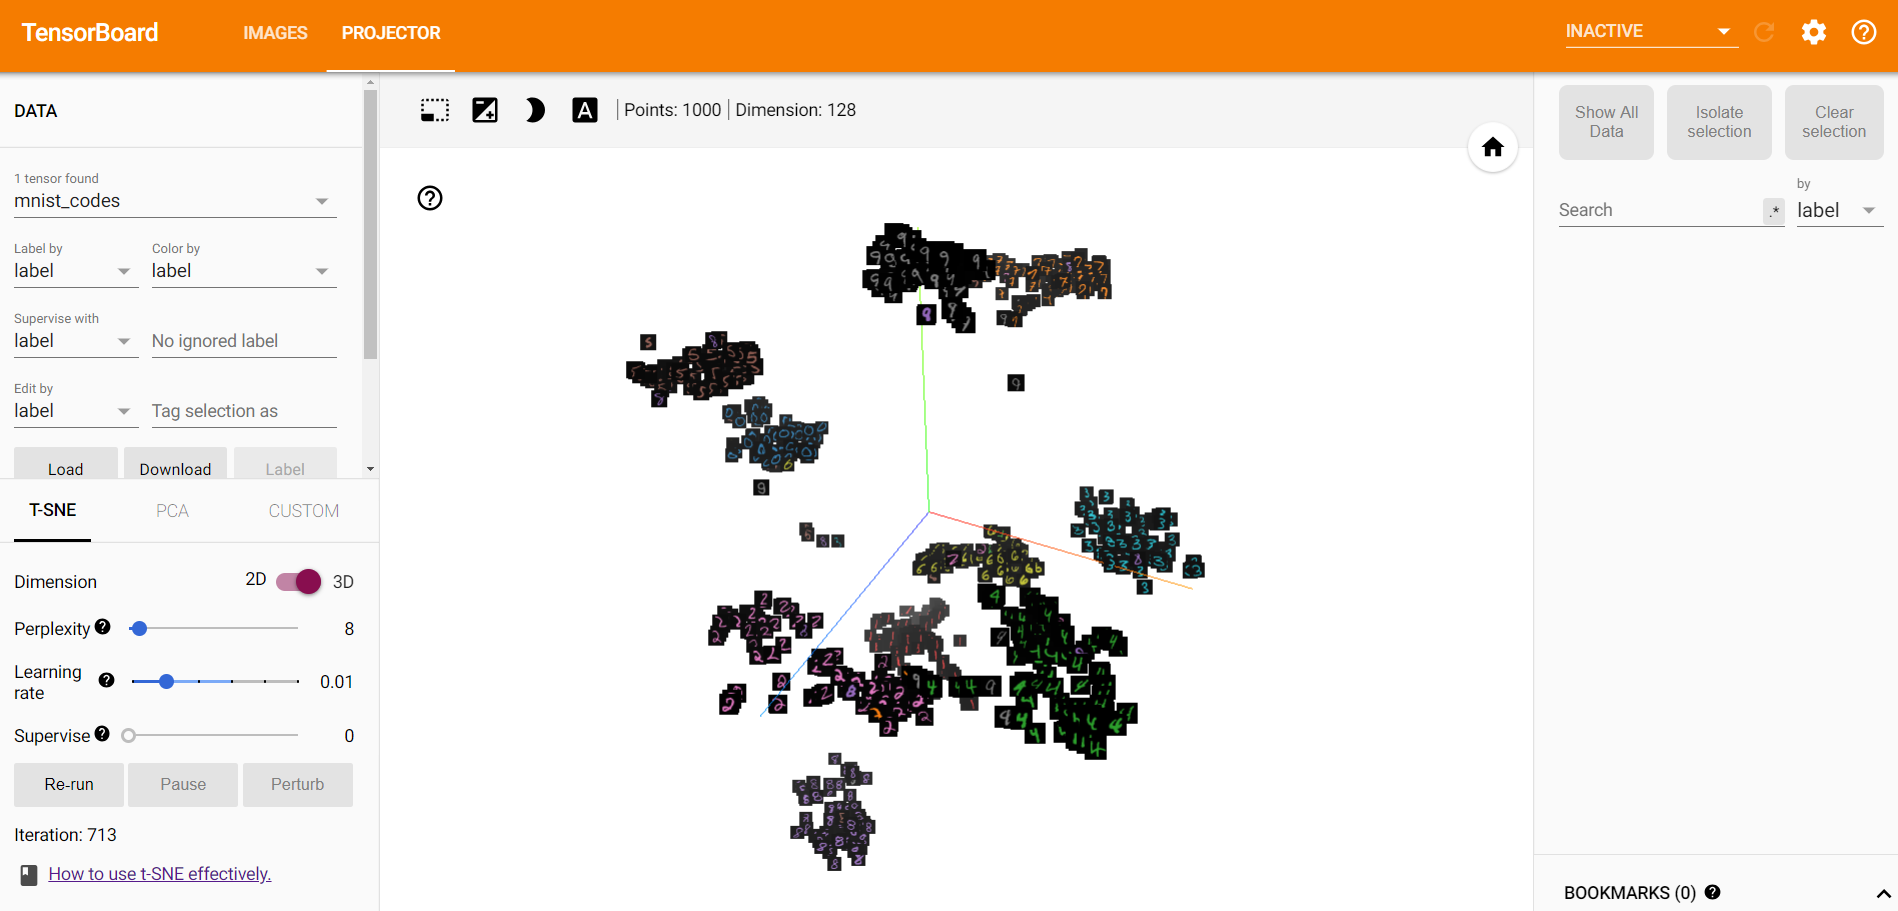 TensorBoard
IMAGES
PROJECTOR
INACTIVE
DATA
1 tensor found
mnist_codes
Label by
label
Color by
label
Supervise with
label
No ignored label
Edit by
label
Tag selection as
Load
Download
Label
T-SNE
PCA
CUSTOM
Dimension
2D
3D
Perplexity
8
Learning
rate
0.01
Supervise
0
Re-run
Pause
Perturb
Iteration: 713
How to use t-SNE effectively.
A
Points: 1000
Dimension: 128
Show All
Data
Isolate
selection
Clear
selection
Search
.*
by
label
BOOKMARKS (0)